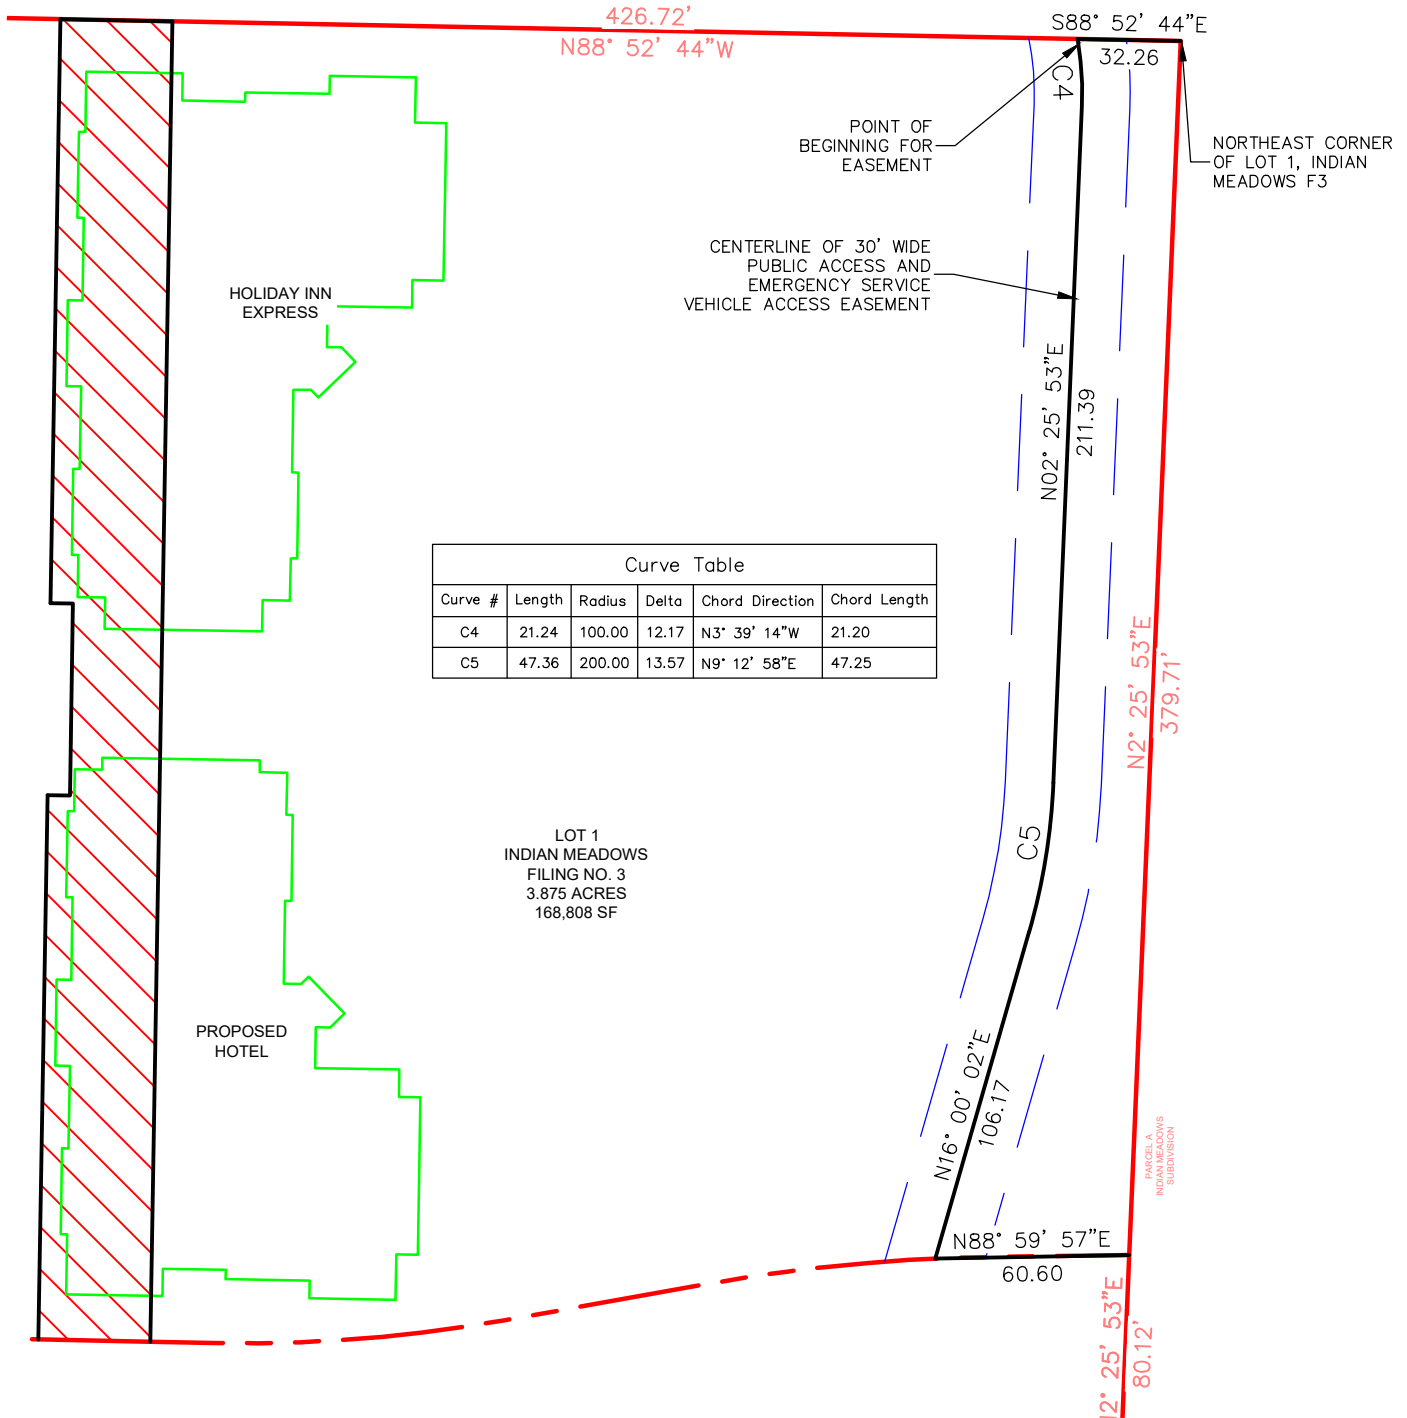 426.72'
N88° 52' 44"W
S88° 52' 44"E
32.26
C4
POINT OF
BEGINNING FOR
EASEMENT
NORTHEAST CORNER
OF LOT 1, INDIAN
MEADOWS F3
CENTERLINE OF 30' WIDE
PUBLIC ACCESS AND
EMERGENCY SERVICE
VEHICLE ACCESS EASEMENT
HOLIDAY INN
EXPRESS
N02° 25' 53"E
211.39
Curve Table
Curve # Length Radius Delta Chord Direction Chord Length
C4 21.24 100.00 12.17 N3° 39' 14"W 21.20
C5 47.36 200.00 13.57 N9° 12' 58"E 47.25
N2° 25' 53"E
379.71'
C5
LOT 1
INDIAN MEADOWS
FILING NO. 3
3.875 ACRES
168,808 SF
PROPOSED
HOTEL
N16° 00' 02"E
106.17
PARCEL A
INDIAN MEADOWS
SUBDIVISION
N88° 59' 57"E
60.60
2° 25' 53"E
80.12'